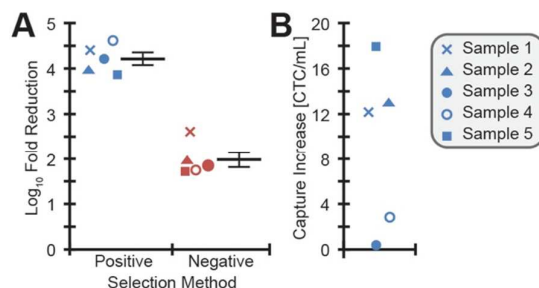 A
Log10 Fold Reduction
5
4
3
2
1
0
Positive
Negative
Selection Method
B
Capture Increase [CTC/mL]
20
16
12
8
4
0
Sample 1
Sample 2
Sample 3
Sample 4
Sample 5